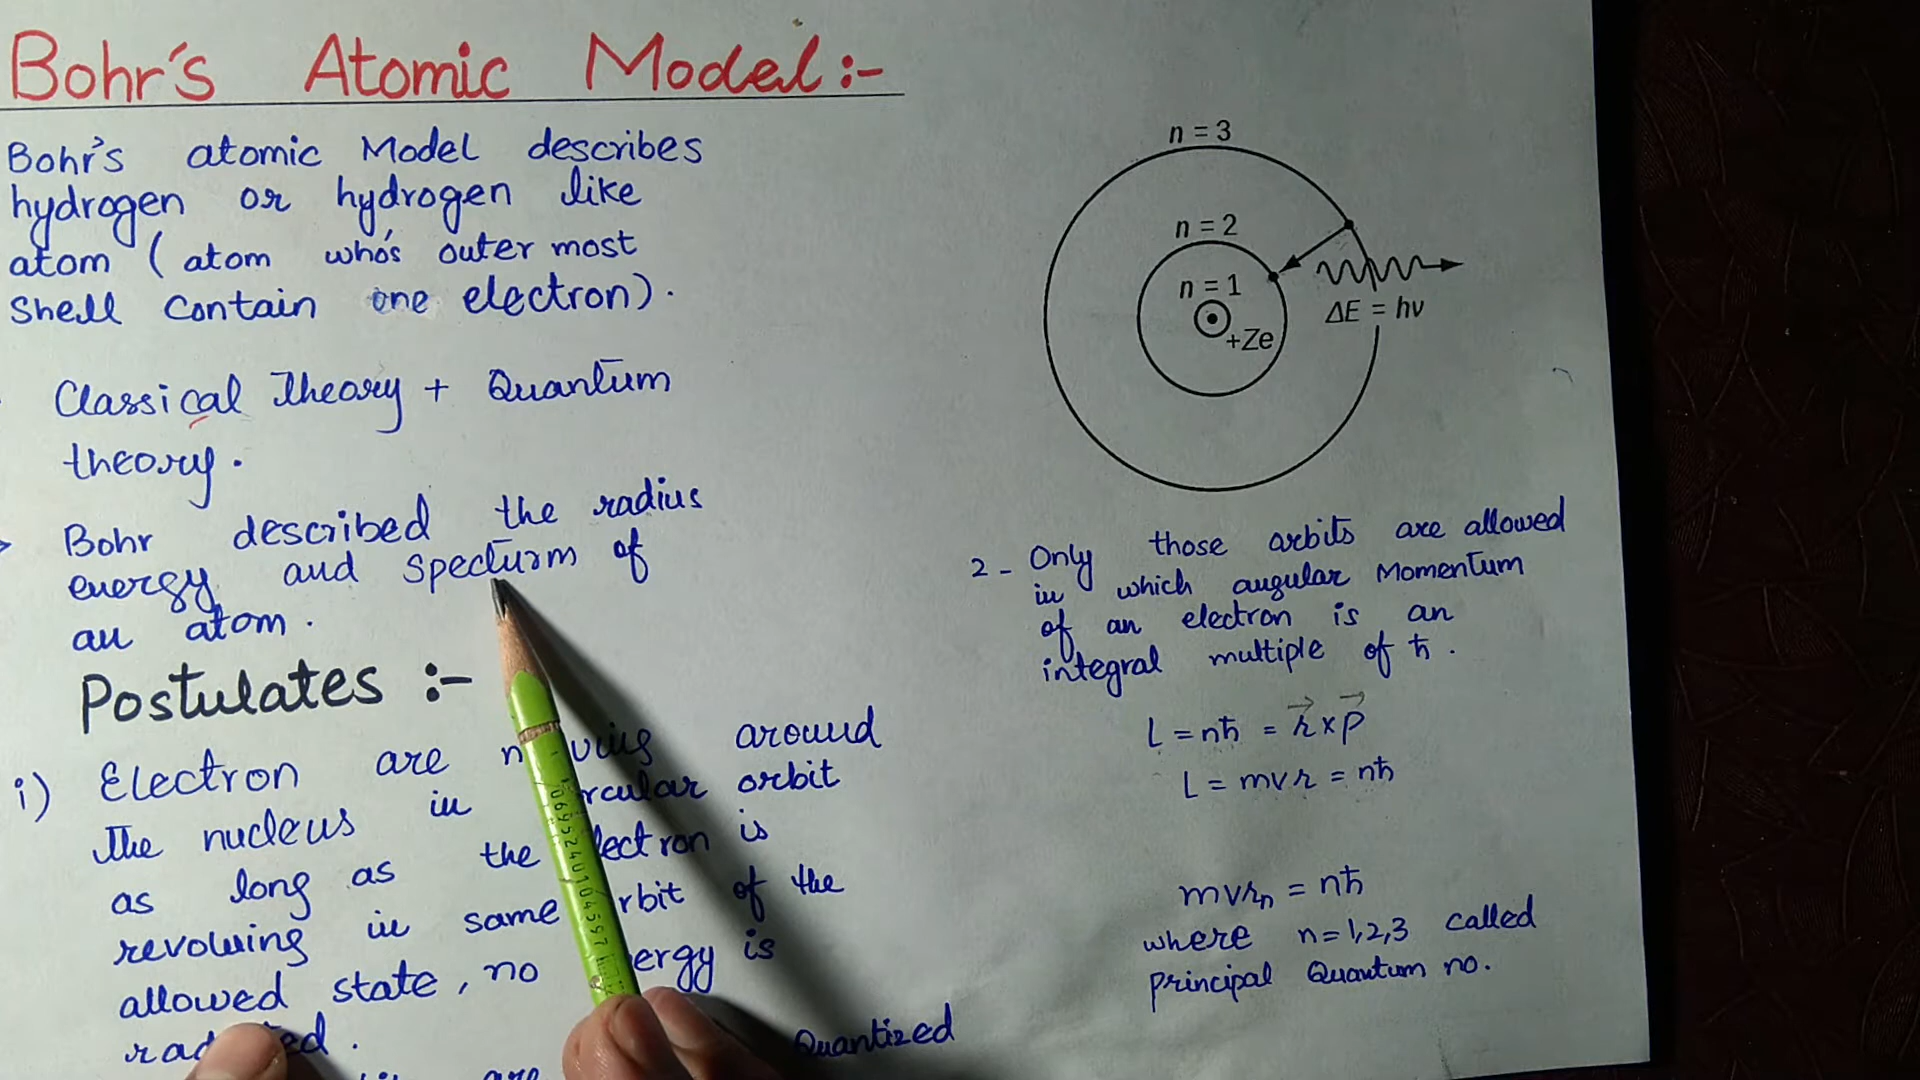 Bohr's Atomic Model:-
Bohr's atomic Model describes
hydrogen or hydrogen like
atom (atom who's outer most
Shell Contain one electron).
Classical Theory + Quantum
theory.
Bohr described the radius
energy and Specturm of
an atom.
Postulates :-
i) Electron are
around
The nucleus in
orbit
as long as the
is
revolving in same
of the
allowed state, no
is
Quantized
are
n = 3
n = 2
n = 1
+Ze
ΔE = hν
2- Only those orbits are allowed
in which angular Momentum
of an electron is an
integral multiple of ħ.
L = nħ = r⃗ × p⃗
L = mvr = nħ
mvrₙ = nħ
where n=1,2,3 called
principal Quantum no.